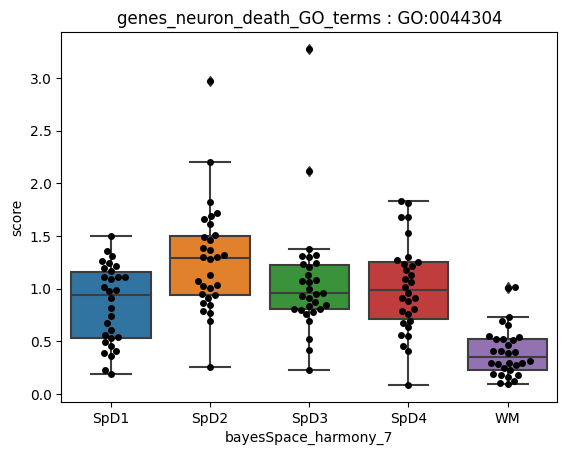 genes_neuron_death_GO_terms : GO:0044304
score
3.0
2.5
2.0
1.5
1.0
0.5
0.0
SpD1 SpD2 SpD3 SpD4 WM
bayesSpace_harmony_7